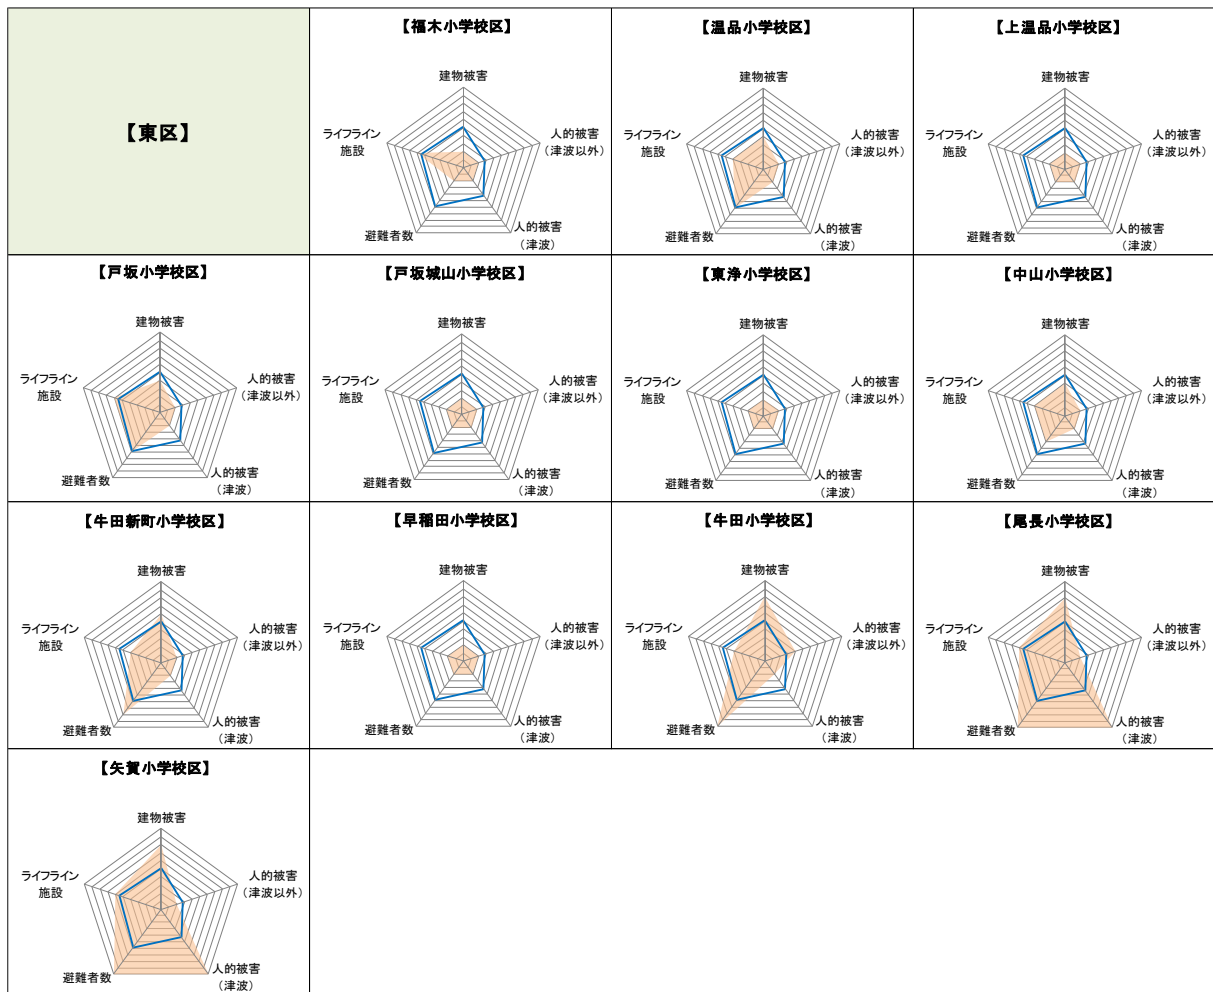 【東区】
【福木小学校区】
建物被害
人的被害
（津波以外）
人的被害
（津波）
避難者数
ライフライン
施設
【温品小学校区】
建物被害
人的被害
（津波以外）
人的被害
（津波）
避難者数
ライフライン
施設
【上温品小学校区】
建物被害
人的被害
（津波以外）
人的被害
（津波）
避難者数
ライフライン
施設
【戸坂小学校区】
建物被害
人的被害
（津波以外）
人的被害
（津波）
避難者数
ライフライン
施設
【戸坂城山小学校区】
建物被害
人的被害
（津波以外）
人的被害
（津波）
避難者数
ライフライン
施設
【東浄小学校区】
建物被害
人的被害
（津波以外）
人的被害
（津波）
避難者数
ライフライン
施設
【中山小学校区】
建物被害
人的被害
（津波以外）
人的被害
（津波）
避難者数
ライフライン
施設
【牛田新町小学校区】
建物被害
人的被害
（津波以外）
人的被害
（津波）
避難者数
ライフライン
施設
【早稲田小学校区】
建物被害
人的被害
（津波以外）
人的被害
（津波）
避難者数
ライフライン
施設
【牛田小学校区】
建物被害
人的被害
（津波以外）
人的被害
（津波）
避難者数
ライフライン
施設
【尾長小学校区】
建物被害
人的被害
（津波以外）
人的被害
（津波）
避難者数
ライフライン
施設
【矢賀小学校区】
建物被害
人的被害
（津波以外）
人的被害
（津波）
避難者数
ライフライン
施設